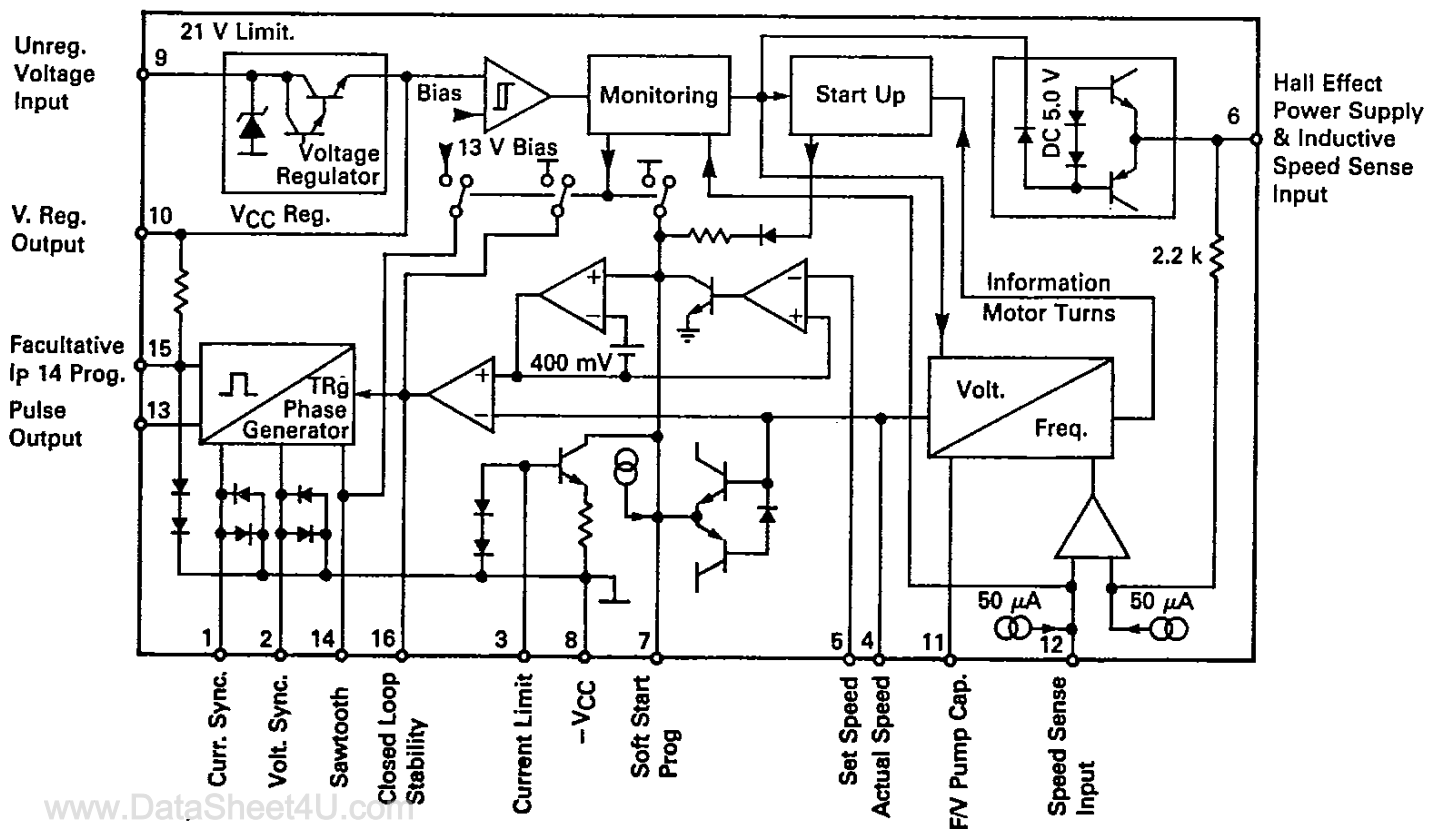 21 V Limit.
Unreg.
Voltage
Input
9
Voltage
Regulator
Bias
Monitoring
Start Up
DC 5.0 V
6
Hall Effect
Power Supply
& Inductive
Speed Sense
Input
13 V Bias
V. Reg.
Output
10
VCC Reg.
2.2 k
Information
Motor Turns
+
−
−
+
400 mV
Facultative
Ip 14 Prog.
15
Pulse
Output
13
TRg
Phase
Generator
+
−
Volt.
Freq.
50 μA
50 μA
1
2
14
16
3
8
7
5
4
11
12
Curr. Sync.
Volt. Sync.
Sawtooth
Closed Loop
Stability
Current Limit
−VCC
Soft Start
Prog
Set Speed
Actual Speed
F/V Pump Cap.
Speed Sense
Input
www.DataSheet4U.com